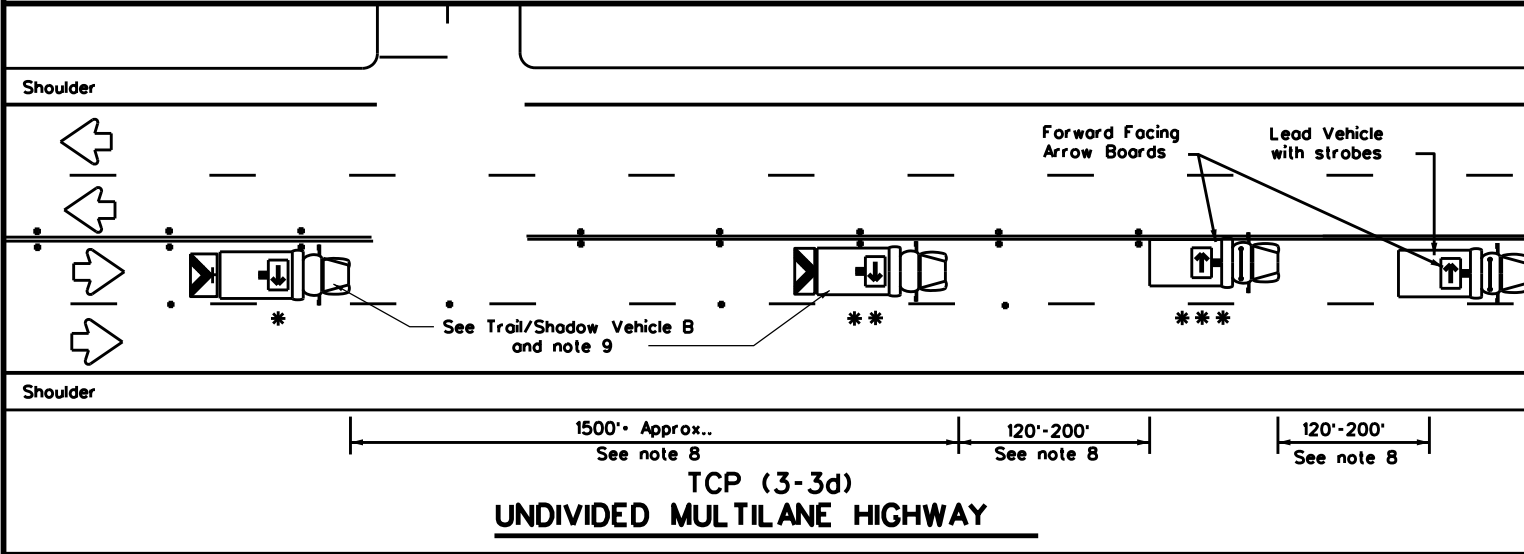 Shoulder
Forward Facing
Arrow Boards
Lead Vehicle
with strobes
*
* *
* * *
See Trail/Shadow Vehicle B
and note 9
Shoulder
1500'· Approx..
See note 8
120'-200'
See note 8
120'-200'
See note 8
TCP (3-3d)
UNDIVIDED MULTILANE HIGHWAY